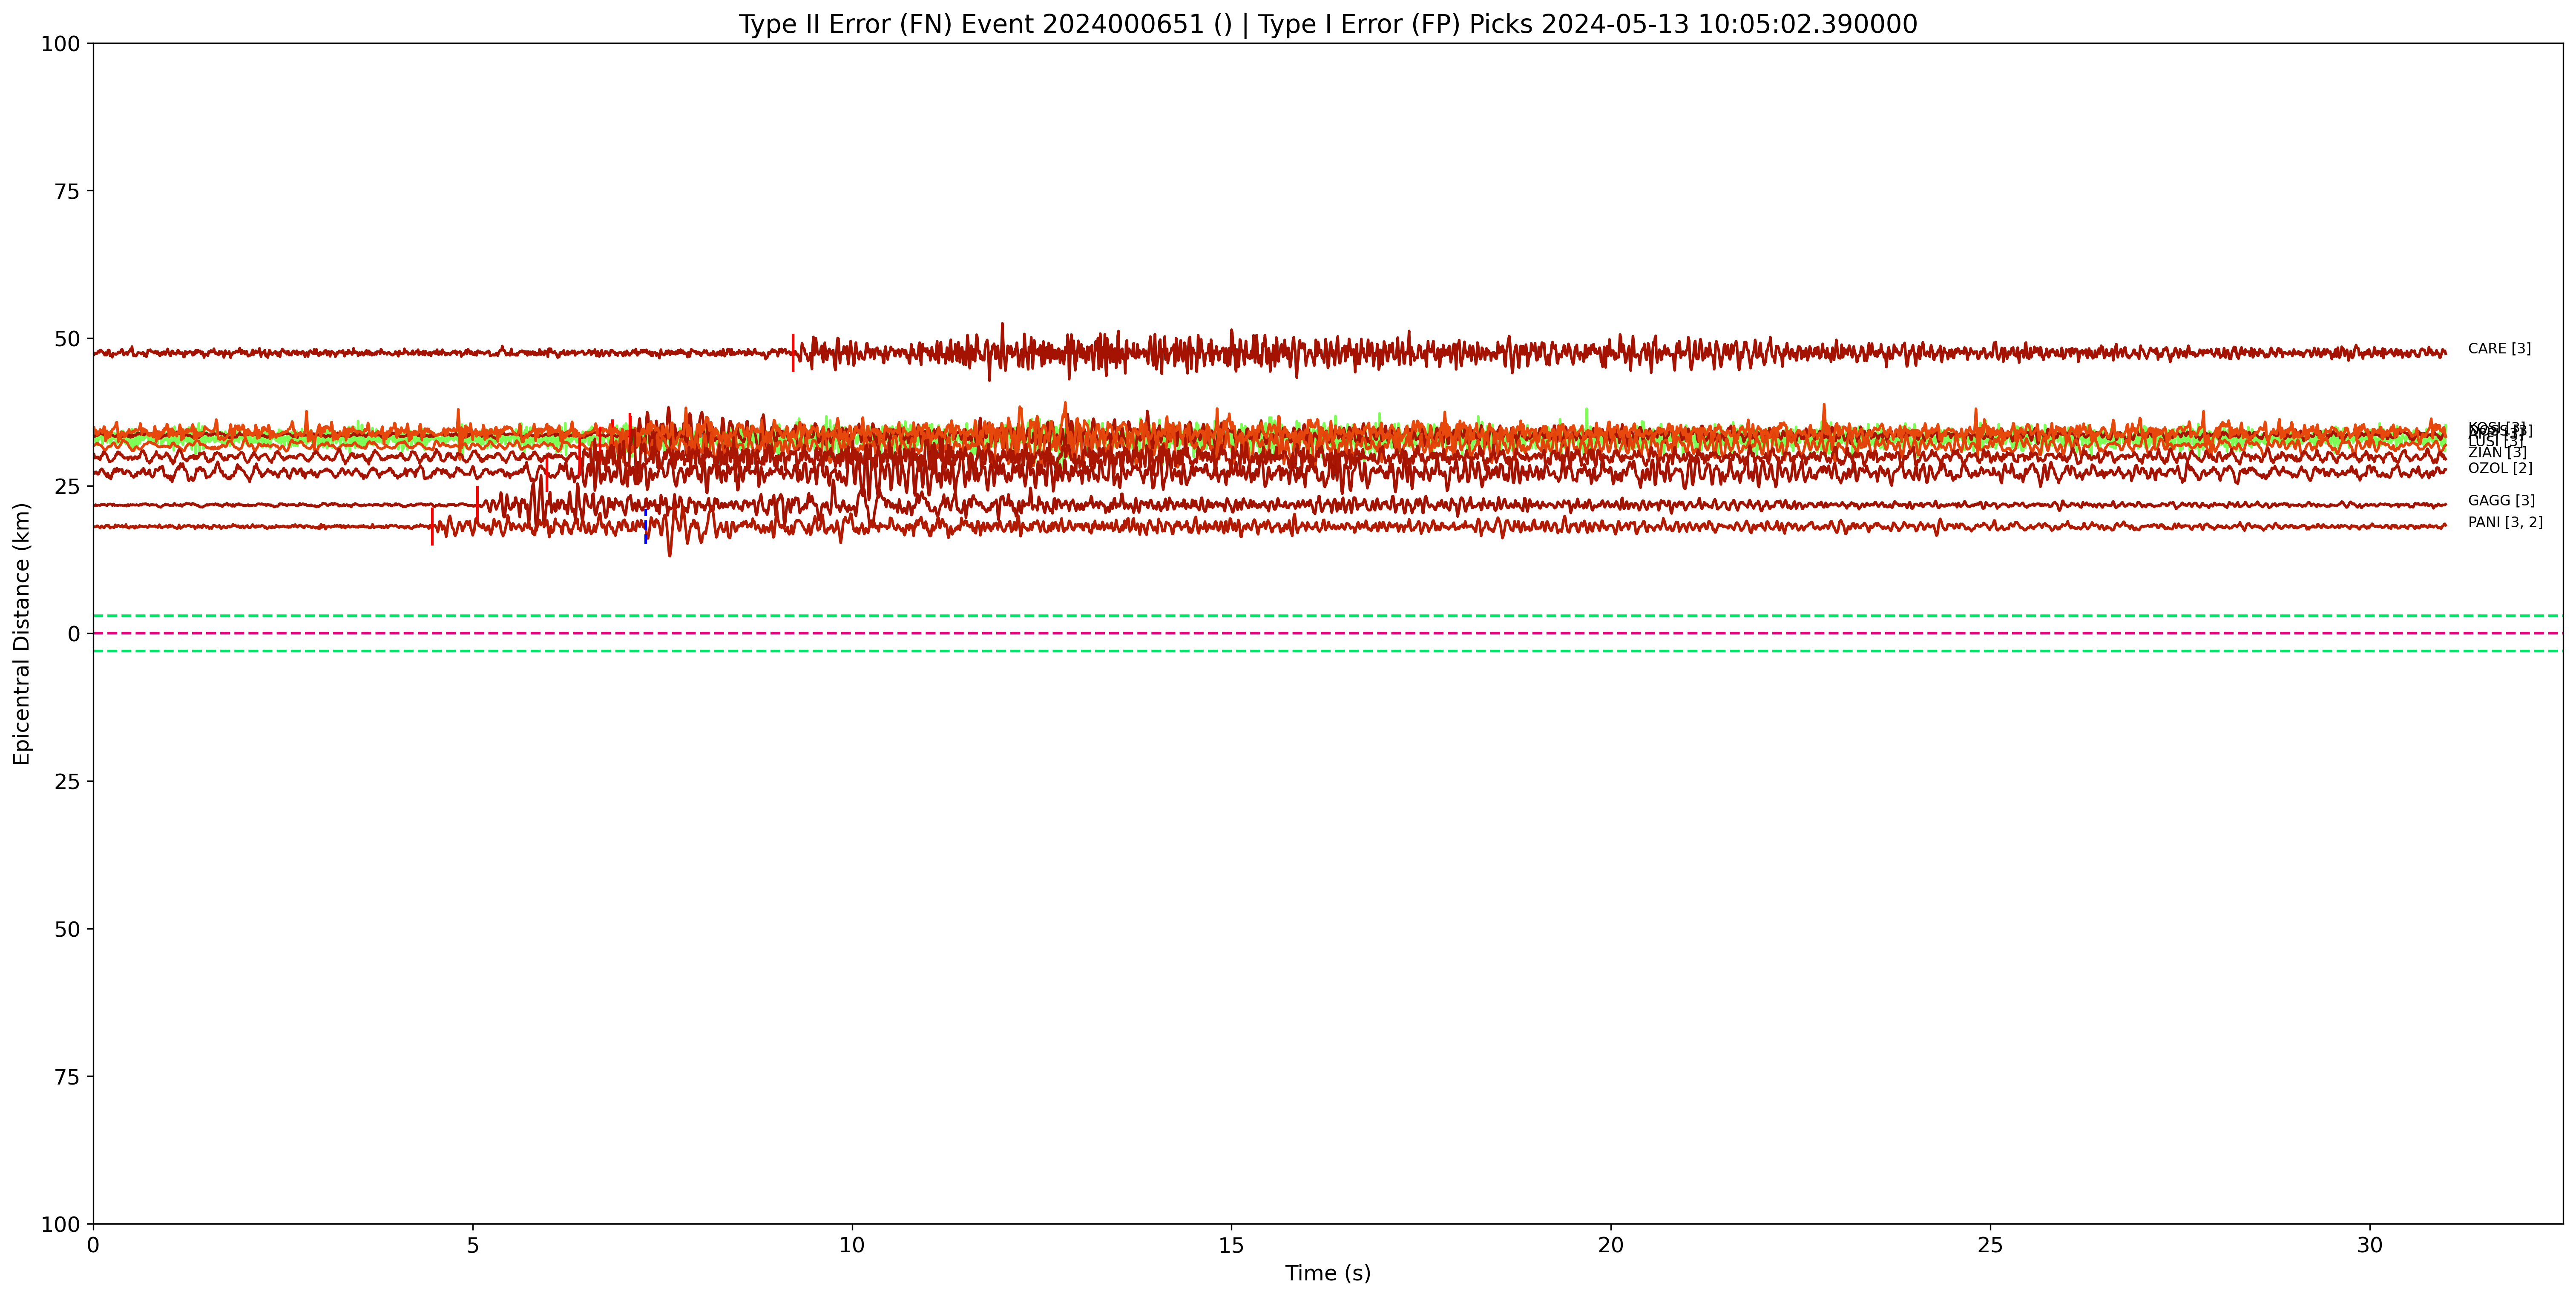 Type II Error (FN) Event 2024000651 () | Type I Error (FP) Picks 2024-05-13 10:05:02.390000
100
75
50
25
0
25
50
75
100
Epicentral Distance (km)
CARE [3]
ZIAN [3]
OZOL [2]
GAGG [3]
PANI [3, 2]
0
5
10
15
20
25
30
Time (s)